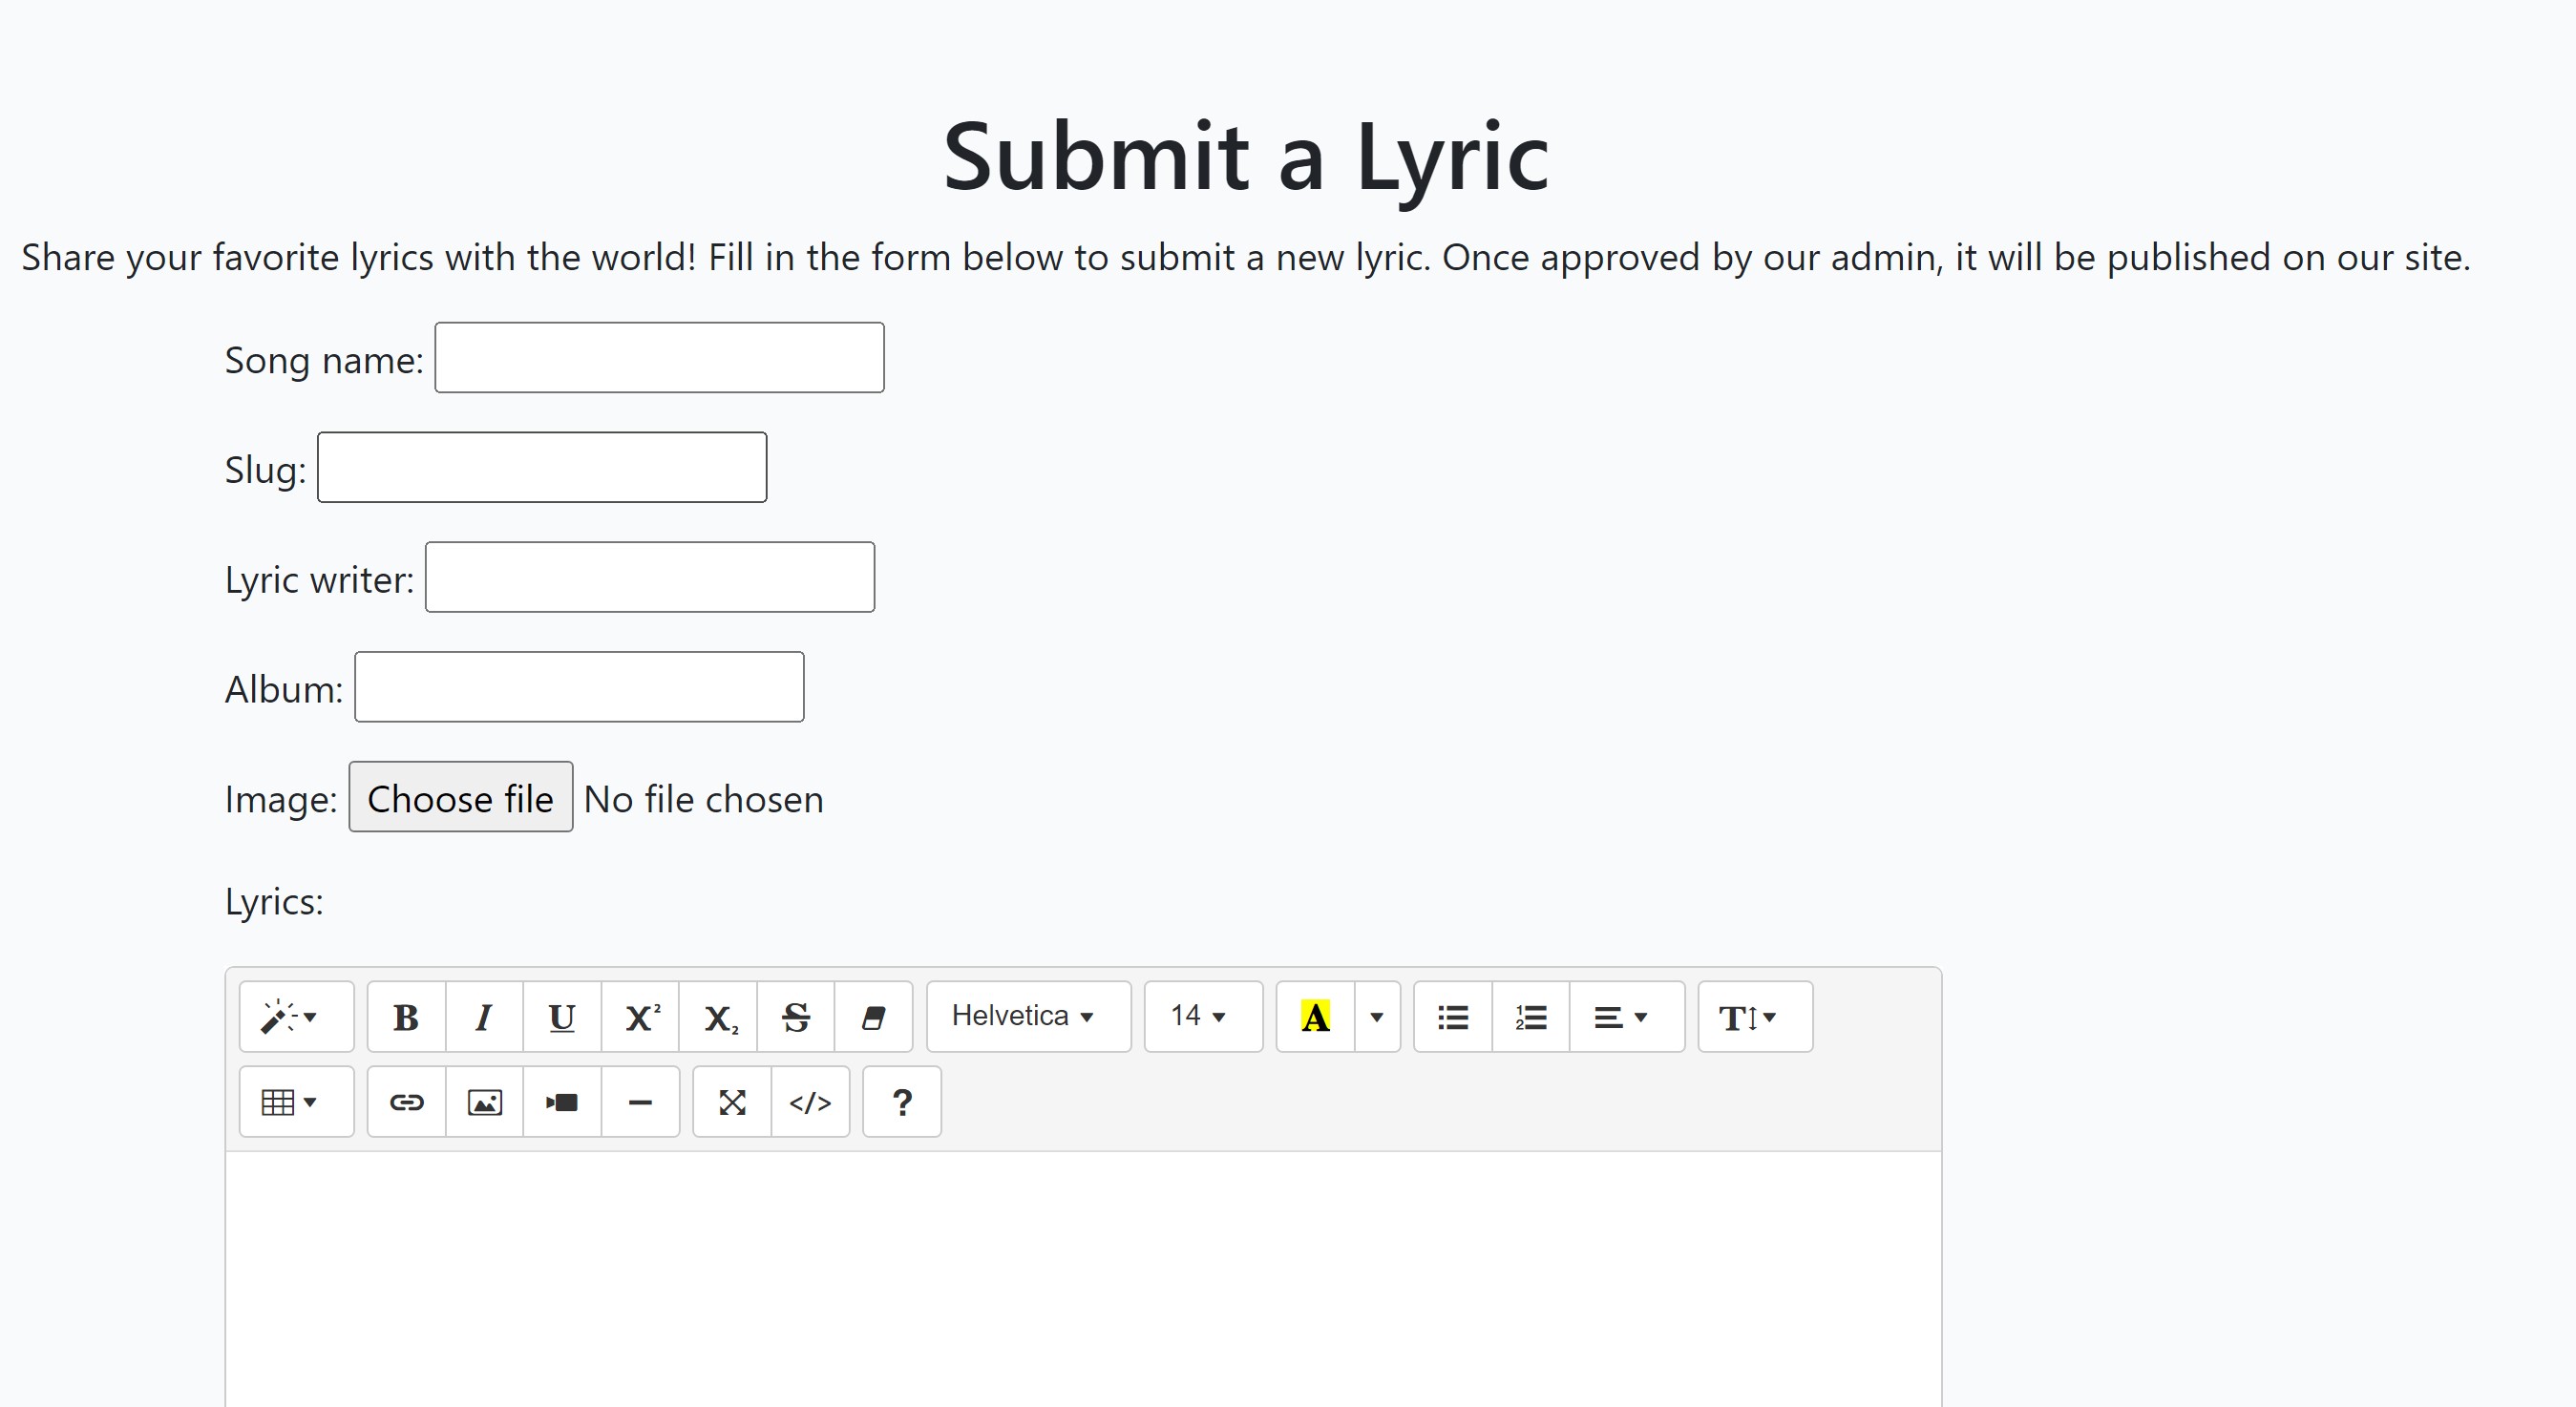 Submit a Lyric
Share your favorite lyrics with the world! Fill in the form below to submit a new lyric. Once approved by our admin, it will be published on our site.
Song name:
Slug:
Lyric writer:
Album:
Image: Choose file No file chosen
Lyrics:
B I U X² X₂ S Helvetica 14 A T
</> ?